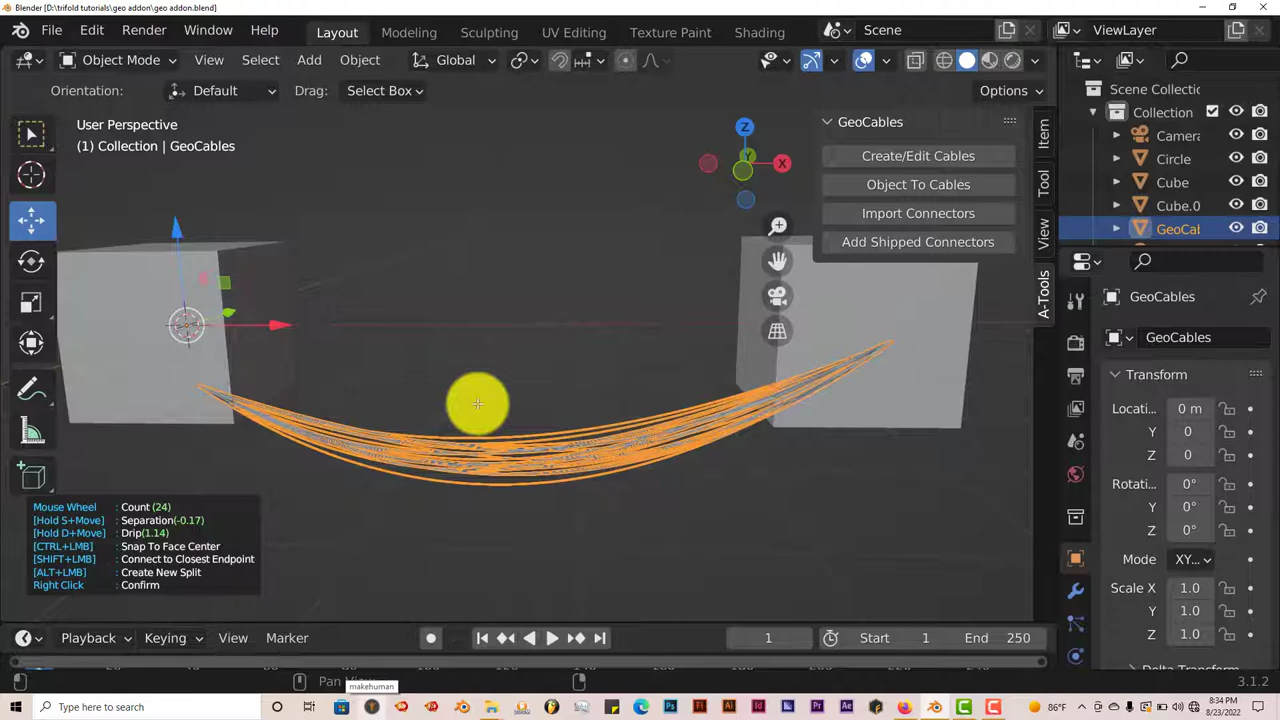 Blender [D:\trifold tutorials\geo addon\geo addon.blend]
File Edit Render Window Help Layout Modeling Sculpting UV Editing Texture Paint Shading Scene ViewLayer
Object Mode View Select Add Object Global
Orientation: Default Drag: Select Box Options
User Perspective
(1) Collection | GeoCables
Z
Y
X
GeoCables
Create/Edit Cables
Object To Cables
Import Connectors
Add Shipped Connectors
Item
Tool
View
A-Tools
Scene Collectic
Collection
Camera
Circle
Cube
Cube.0
GeoCal
GeoCables
GeoCables
Transform
Locati... 0 m
Y 0
Z 0
Rotati... 0°
Y 0°
Z 0°
Mode XY...
Scale X 1.0
Y 1.0
Z 1.0
Delta Transform
Mouse Wheel : Count (24)
[Hold S+Move] : Separation(-0.17)
[Hold D+Move] : Drip(1.14)
[CTRL+LMB] : Snap To Face Center
[SHIFT+LMB] : Connect to Closest Endpoint
[ALT+LMB] : Create New Split
Right Click : Confirm
Playback Keying View Marker 1 Start 1 End 250
Pan View 3.1.2
makehuman
Type here to search
86°F
8:34 PM
8/23/2022